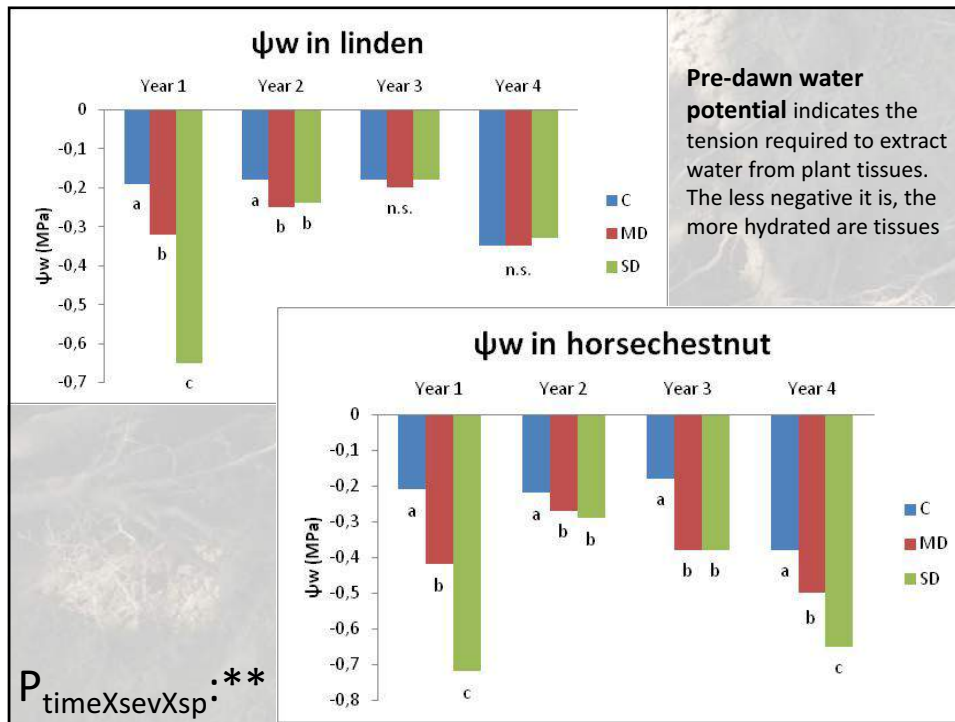 ψw in linden
Year 1 Year 2 Year 3 Year 4
0
-0,1
-0,2
-0,3
-0,4
-0,5
-0,6
-0,7
ψw (MPa)
a b c
a b b
n.s.
n.s.
C
MD
SD
Pre-dawn water
potential indicates the
tension required to extract
water from plant tissues.
The less negative it is, the
more hydrated are tissues
ψw in horsechestnut
Year 1 Year 2 Year 3 Year 4
0
-0,1
-0,2
-0,3
-0,4
-0,5
-0,6
-0,7
-0,8
ψw (MPa)
a b c
a b b
a b b
a b c
C
MD
SD
PtimeXsevXsp:**